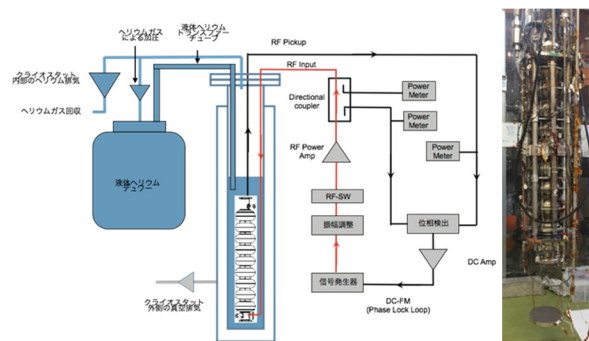 ヘリウムガス
による加圧
液体ヘリウム
トランスファー
チューブ
クライオスタット
内部のヘリウム排気
ヘリウムガス回収
液体ヘリウム
デュワー
クライオスタット
外側の真空排気
RF Pickup
RF Input
Directional
coupler
Power
Meter
Power
Meter
Power
Meter
RF Power
Amp
RF-SW
振幅調整
位相検出
信号発生器
DC Amp
DC-FM
(Phase Lock Loop)